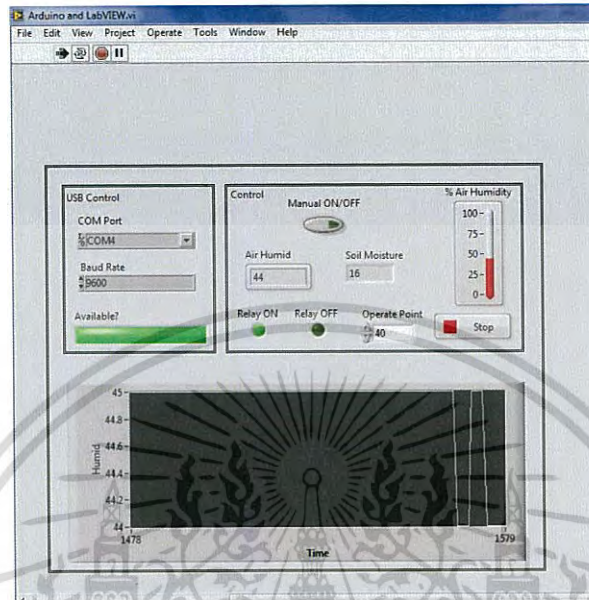 Arduino and LabVIEW.vi
File Edit View Project Operate Tools Window Help
USB Control
COM Port
COM4
Baud Rate
9600
Available?
Control
Manual ON/OFF
Air Humid
44
Soil Moisture
16
Relay ON
Relay OFF
Operate Point
40
% Air Humidity
100
75
50
25
0
Stop
Humid
45
44.8
44.6
44.4
44.2
44
1478
1579
Time